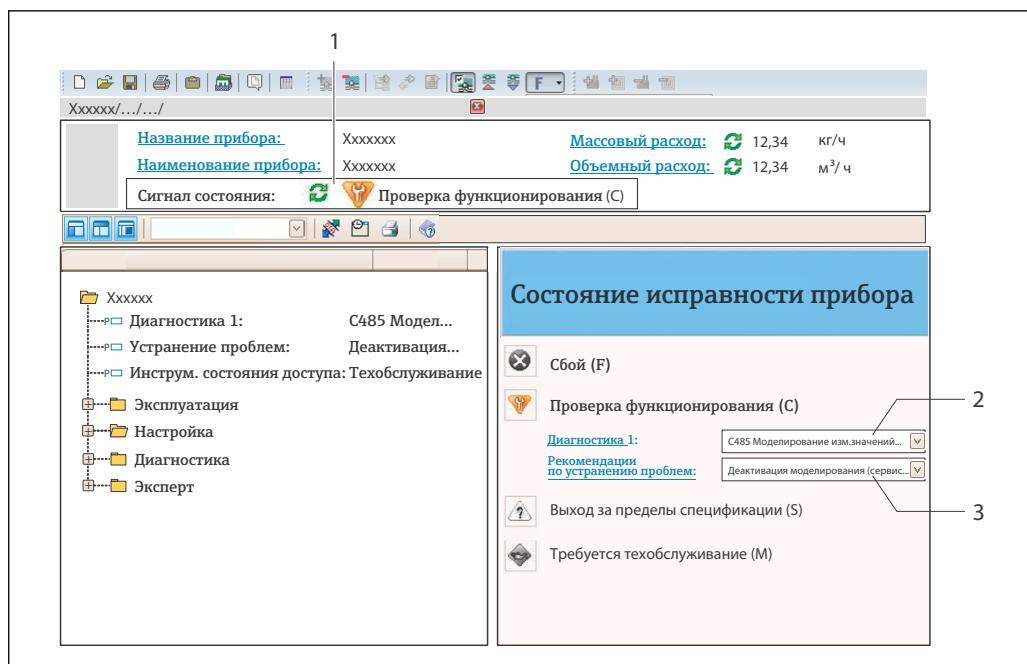 1
F
Xxxxxx/.../.../
Название прибора: Xxxxxxx Массовый расход: 12,34 кг/ч
Наименование прибора: Xxxxxxx Объемный расход: 12,34 м³/ч
Сигнал состояния: Проверка функционирования (C)
Xxxxxx
P Диагностика 1: C485 Модел...
P Устранение проблем: Деактивация...
P Инструм. состояния доступа: Техобслуживание
Эксплуатация
Настройка
Диагностика
Эксперт
Состояние исправности прибора
Сбой (F)
Проверка функционирования (C)
2
Диагностика 1: C485 Моделирование изм.значений...
Рекомендации
по устранению проблем: Деактивация моделирования (сервис...
3
Выход за пределы спецификации (S)
Требуется техобслуживание (M)